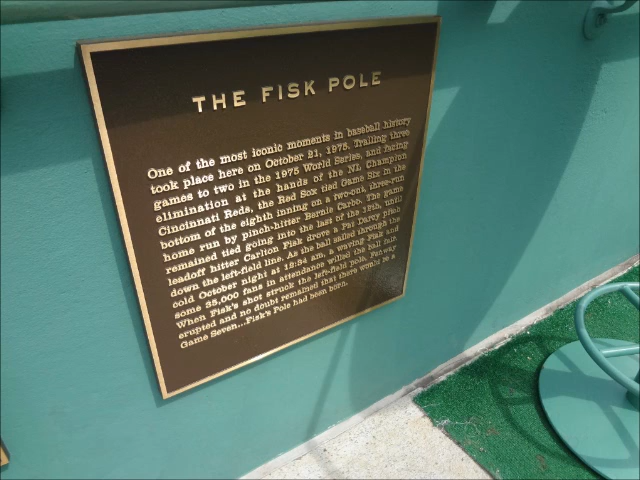 THE FISK POLE
One of the most iconic moments in baseball history
took place here on October 21, 1975. Trailing three
games to two in the 1975 World Series, and facing
elimination at the hands of the NL Champion
Cincinnati Reds, the Red Sox tied Game Six in the
bottom of the eighth inning on a two-out, three-run
home run by pinch-hitter Bernie Carbo. The game
remained tied going into the last of the 12th, until
leadoff hitter Carlton Fisk drove a Pat Darcy pitch
down the left-field line. As the ball sailed through the
cold October night at 12:34 am, a waving Fisk and
some 35,000 fans in attendance willed the ball fair.
When Fisk's shot struck the left-field pole, Fenway
erupted and no doubt remained that there would be a
Game Seven...Fisk's Pole had been born.